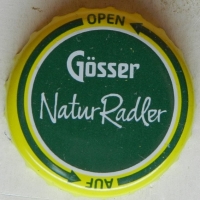 OPEN
Gösser
NaturRadler
AUF